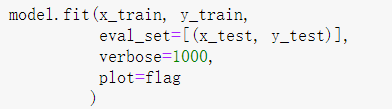 model.fit(x_train, y_train,
          eval_set=[(x_test, y_test)],
          verbose=1000,
          plot=flag
         )